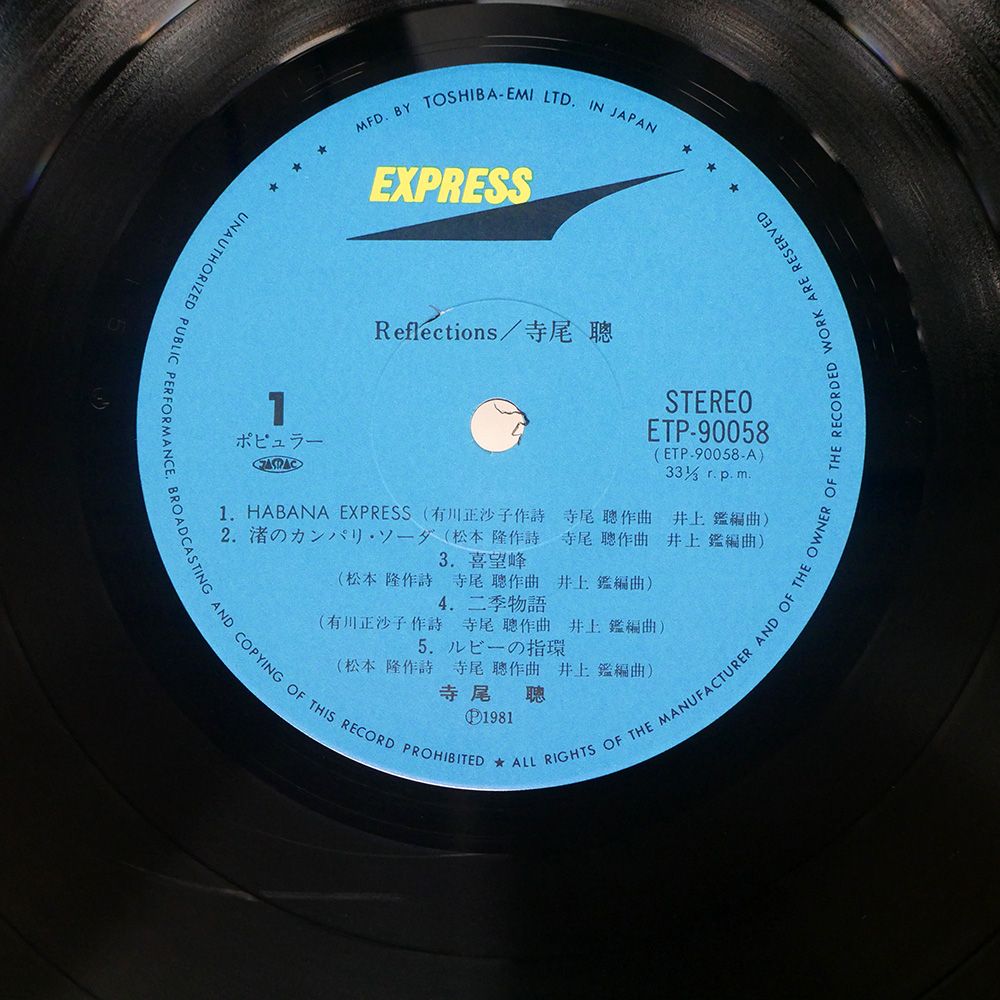 MFD. BY TOSHIBA-EMI LTD. IN JAPAN
EXPRESS
Reflections／寺尾 聰
1
ポピュラー
JASRAC
STEREO
ETP-90058
(ETP-90058-A)
33⅓ r.p.m.
1. HABANA EXPRESS (有川正沙子作詩 寺尾 聰作曲 井上 鑑編曲)
2. 渚のカンパリ・ソーダ (松本 隆作詩 寺尾 聰作曲 井上 鑑編曲)
3. 喜望峰
(松本 隆作詩 寺尾 聰作曲 井上 鑑編曲)
4. 二季物語
(有川正沙子作詩 寺尾 聰作曲 井上 鑑編曲)
5. ルビーの指環
(松本 隆作詩 寺尾 聰作曲 井上 鑑編曲)
寺尾 聰
Ⓟ1981
UNAUTHORIZED PUBLIC PERFORMANCE, BROADCASTING AND COPYING OF THIS RECORD PROHIBITED ★ ALL RIGHTS OF THE MANUFACTURER AND OF THE OWNER OF THE RECORDED WORK ARE RESERVED